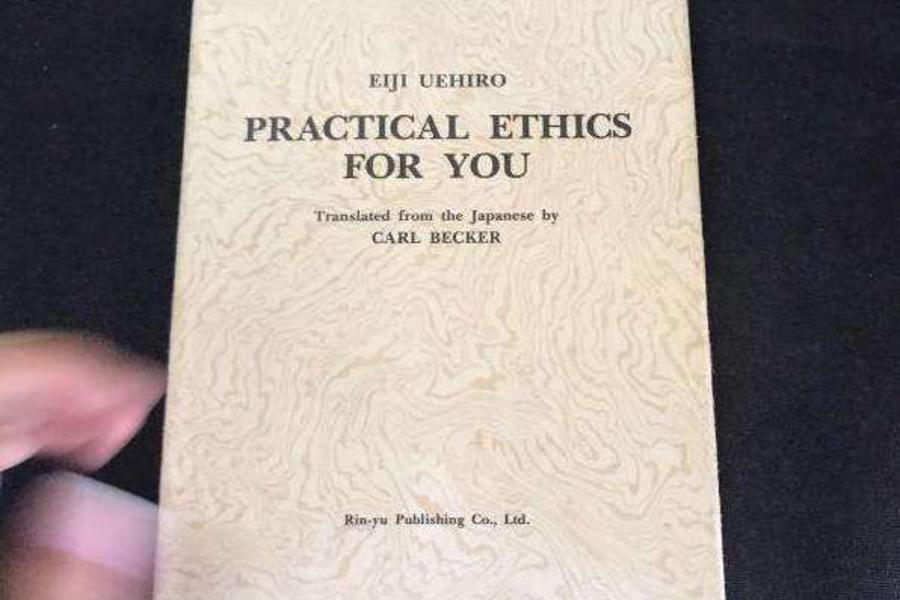 EIJI UEHIRO
PRACTICAL ETHICS
FOR YOU
Translated from the Japanese by
CARL BECKER
Rin-yu Publishing Co., Ltd.